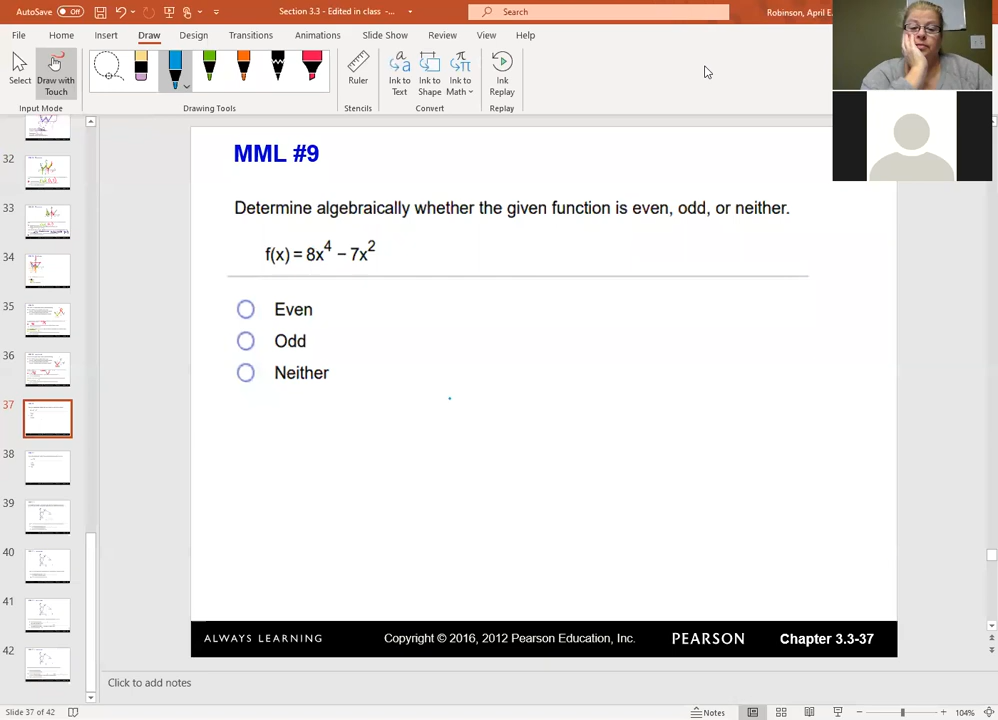 AutoSave Off Section 3.3 - Edited in class -... Search Robinson, April E.
File Home Insert Draw Design Transitions Animations Slide Show Review View Help
Select Draw with Touch Ruler Ink to Text Ink to Shape Ink to Math Ink Replay
Input Mode Drawing Tools Stencils Convert Replay
32
33
34
35
36
37
38
39
40
41
42
MML #9
Determine algebraically whether the given function is even, odd, or neither.
f(x) = 8x⁴ − 7x²
Even
Odd
Neither
ALWAYS LEARNING Copyright © 2016, 2012 Pearson Education, Inc. PEARSON Chapter 3.3-37
Click to add notes
Slide 37 of 42 Notes 104%